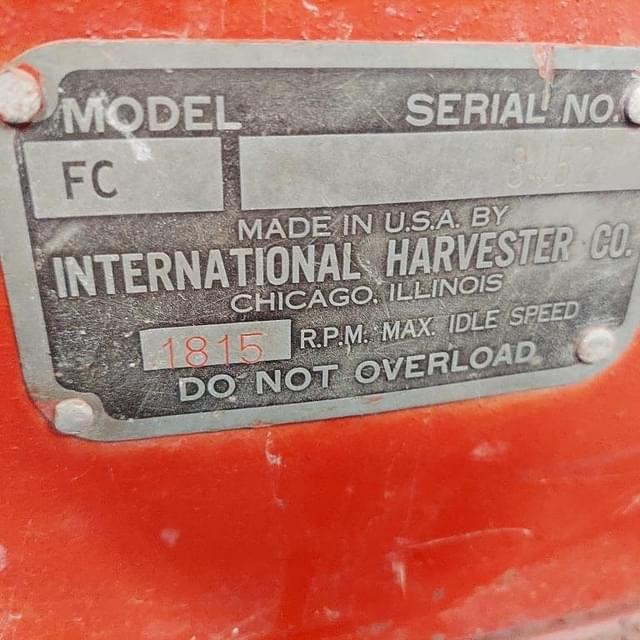 MODEL SERIAL NO.
FC
MADE IN U.S.A. BY
INTERNATIONAL HARVESTER CO.
CHICAGO, ILLINOIS
1815 R.P.M. MAX. IDLE SPEED
DO NOT OVERLOAD